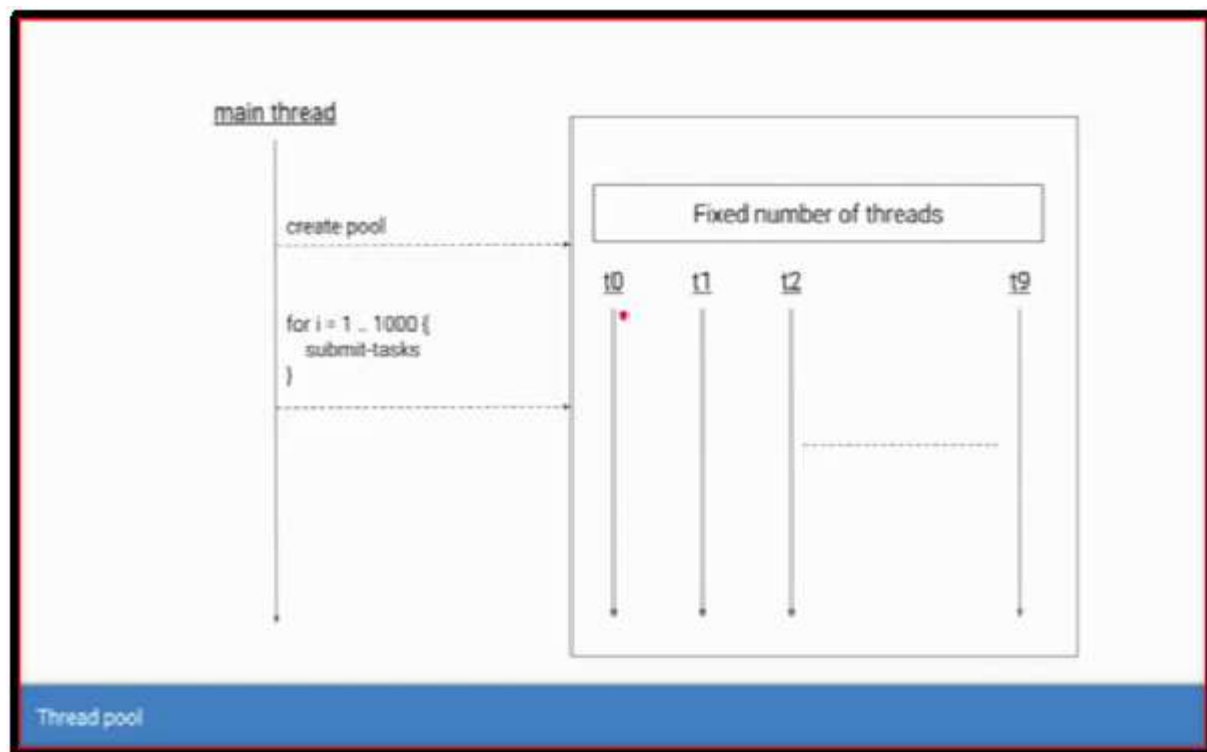 main thread
create pool
for i = 1 .. 1000 {
submit-tasks
}
Fixed number of threads
t0 t1 t2 t9
Thread pool